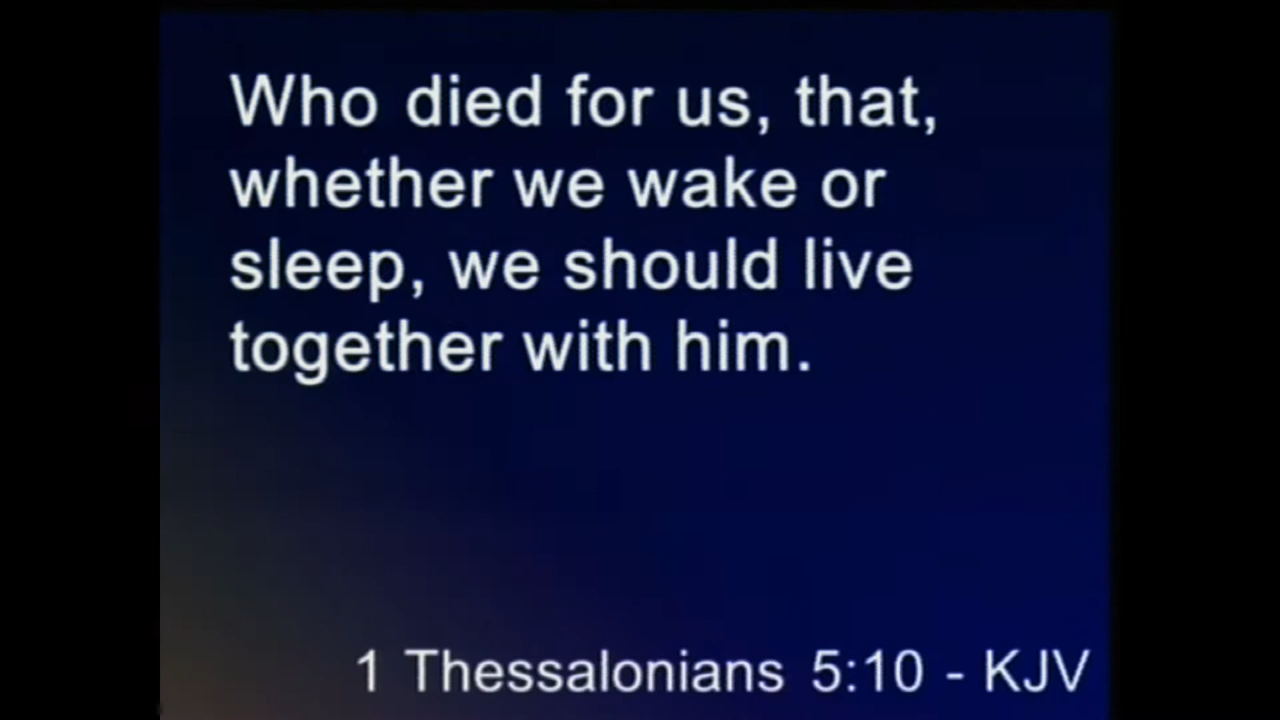 Who died for us, that,
whether we wake or
sleep, we should live
together with him.
1 Thessalonians 5:10 - KJV